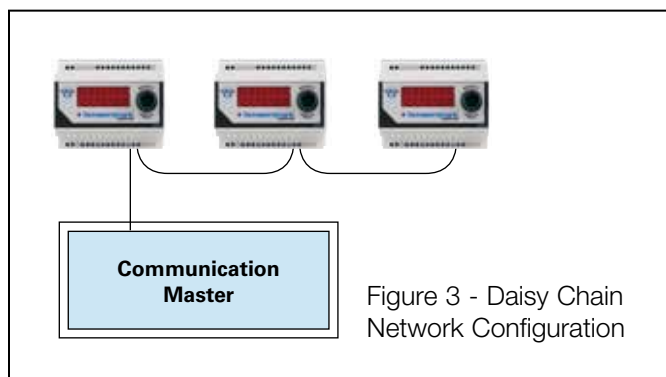 Communication
Master
Figure 3 - Daisy Chain
Network Configuration